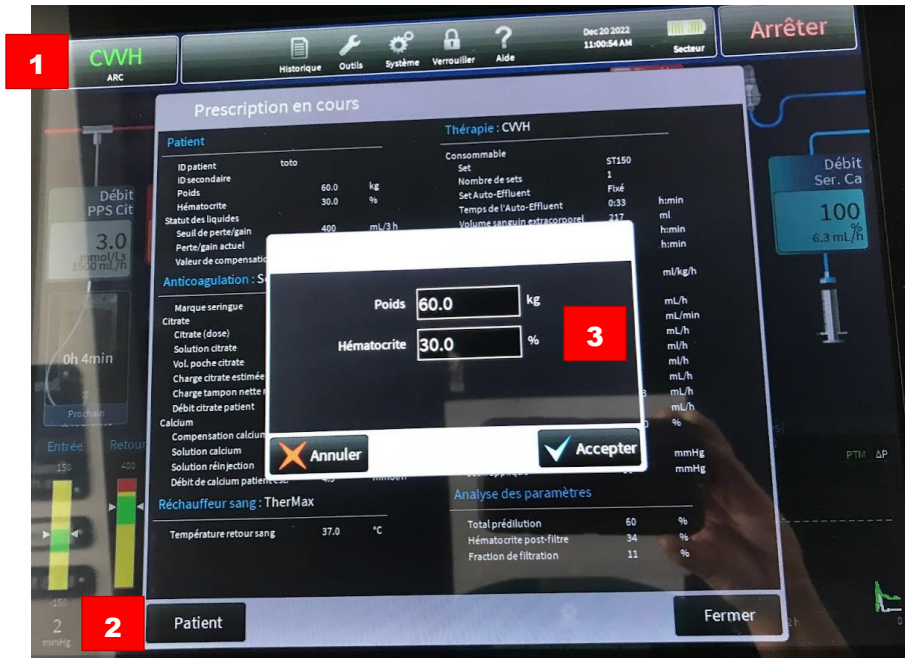 1
CVVH
ARC
Historique
Outils
Système
Verrouiller
Aide
Dec 20 2022
11:00:54 AM
Secteur
Arrêter
Prescription en cours
Patient
ID patient toto
ID secondaire
Poids 60.0 kg
Hématocrite 30.0 %
Statut des liquides
Seuil de perte/gain 400 mL/3 h
Perte/gain actuel
Valeur de compensatio
Anticoagulation :
Marque seringue
Citrate
Citrate (dose)
Solution citrate
Vol. poche citrate
Charge citrate estimée
Charge tampon nette
Débit citrate patient
Calcium
Compensation calcium
Solution calcium
Solution réinjection
Débit de calcium patient
Réchauffeur sang : TherMax
Température retour sang 37.0 °C
Thérapie : CVVH
Consommable
Set ST150
Nombre de sets 1
Set Auto-Effluent Fixé
Temps de l'Auto-Effluent 0:33 h:min
Volume sanguin extracorporel 217 ml
h:min
h:min
ml/kg/h
mL/h
mL/min
mL/h
ml/h
ml/h
mL/h
mL/h
mL/h
%
mmHg
mmHg
Analyse des paramètres
Total prédilution 60 %
Hématocrite post-filtre 34 %
Fraction de filtration 11 %
Poids 60.0 kg
Hématocrite 30.0 %
3
Annuler
Accepter
2
Patient
Fermer
Débit
PPS Cit
3.0
mmol/Ls
1500 mL/h
0h 4min
Prochain
Entrée
Retour
150
400
-150
2
mmHg
Débit
Ser. Ca
100
%
6.3 mL/h
PTM ΔP
0